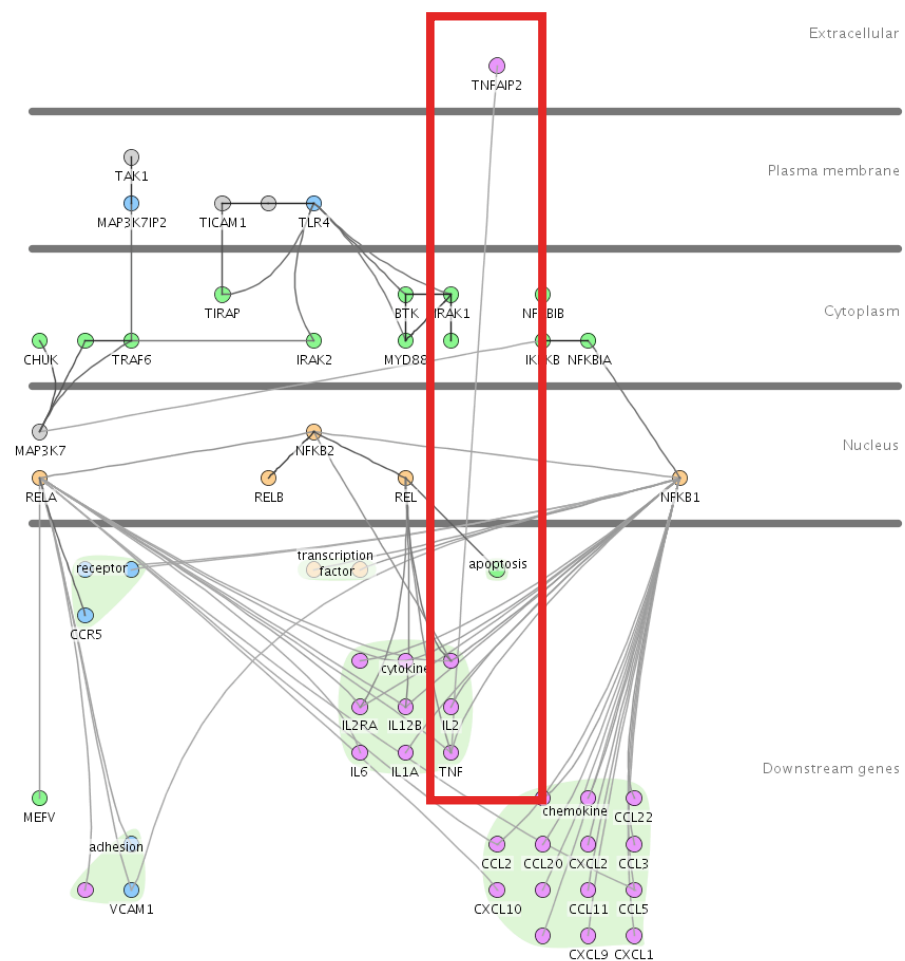 Extracellular
TNFAIP2
Plasma membrane
TAK1
MAP3K7IP2
TICAM1
TLR4
Cytoplasm
TIRAP
BTK
IRAK1
NFKBIB
CHUK
TRAF6
IRAK2
MYD88
IKBKB
NFKBIA
Nucleus
MAP3K7
NFKB2
RELA
RELB
REL
NFKB1
receptor
transcription
factor
apoptosis
CCR5
cytokine
IL2RA
IL12B
IL2
IL6
IL1A
TNF
Downstream genes
MEFV
chemokine
CCL22
adhesion
CCL2
CCL20
CXCL2
CCL3
VCAM1
CXCL10
CCL11
CCL5
CXCL9
CXCL1